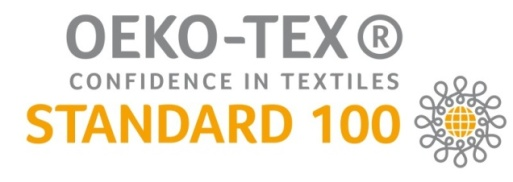 OEKO-TEX®
CONFIDENCE IN TEXTILES
STANDARD 100